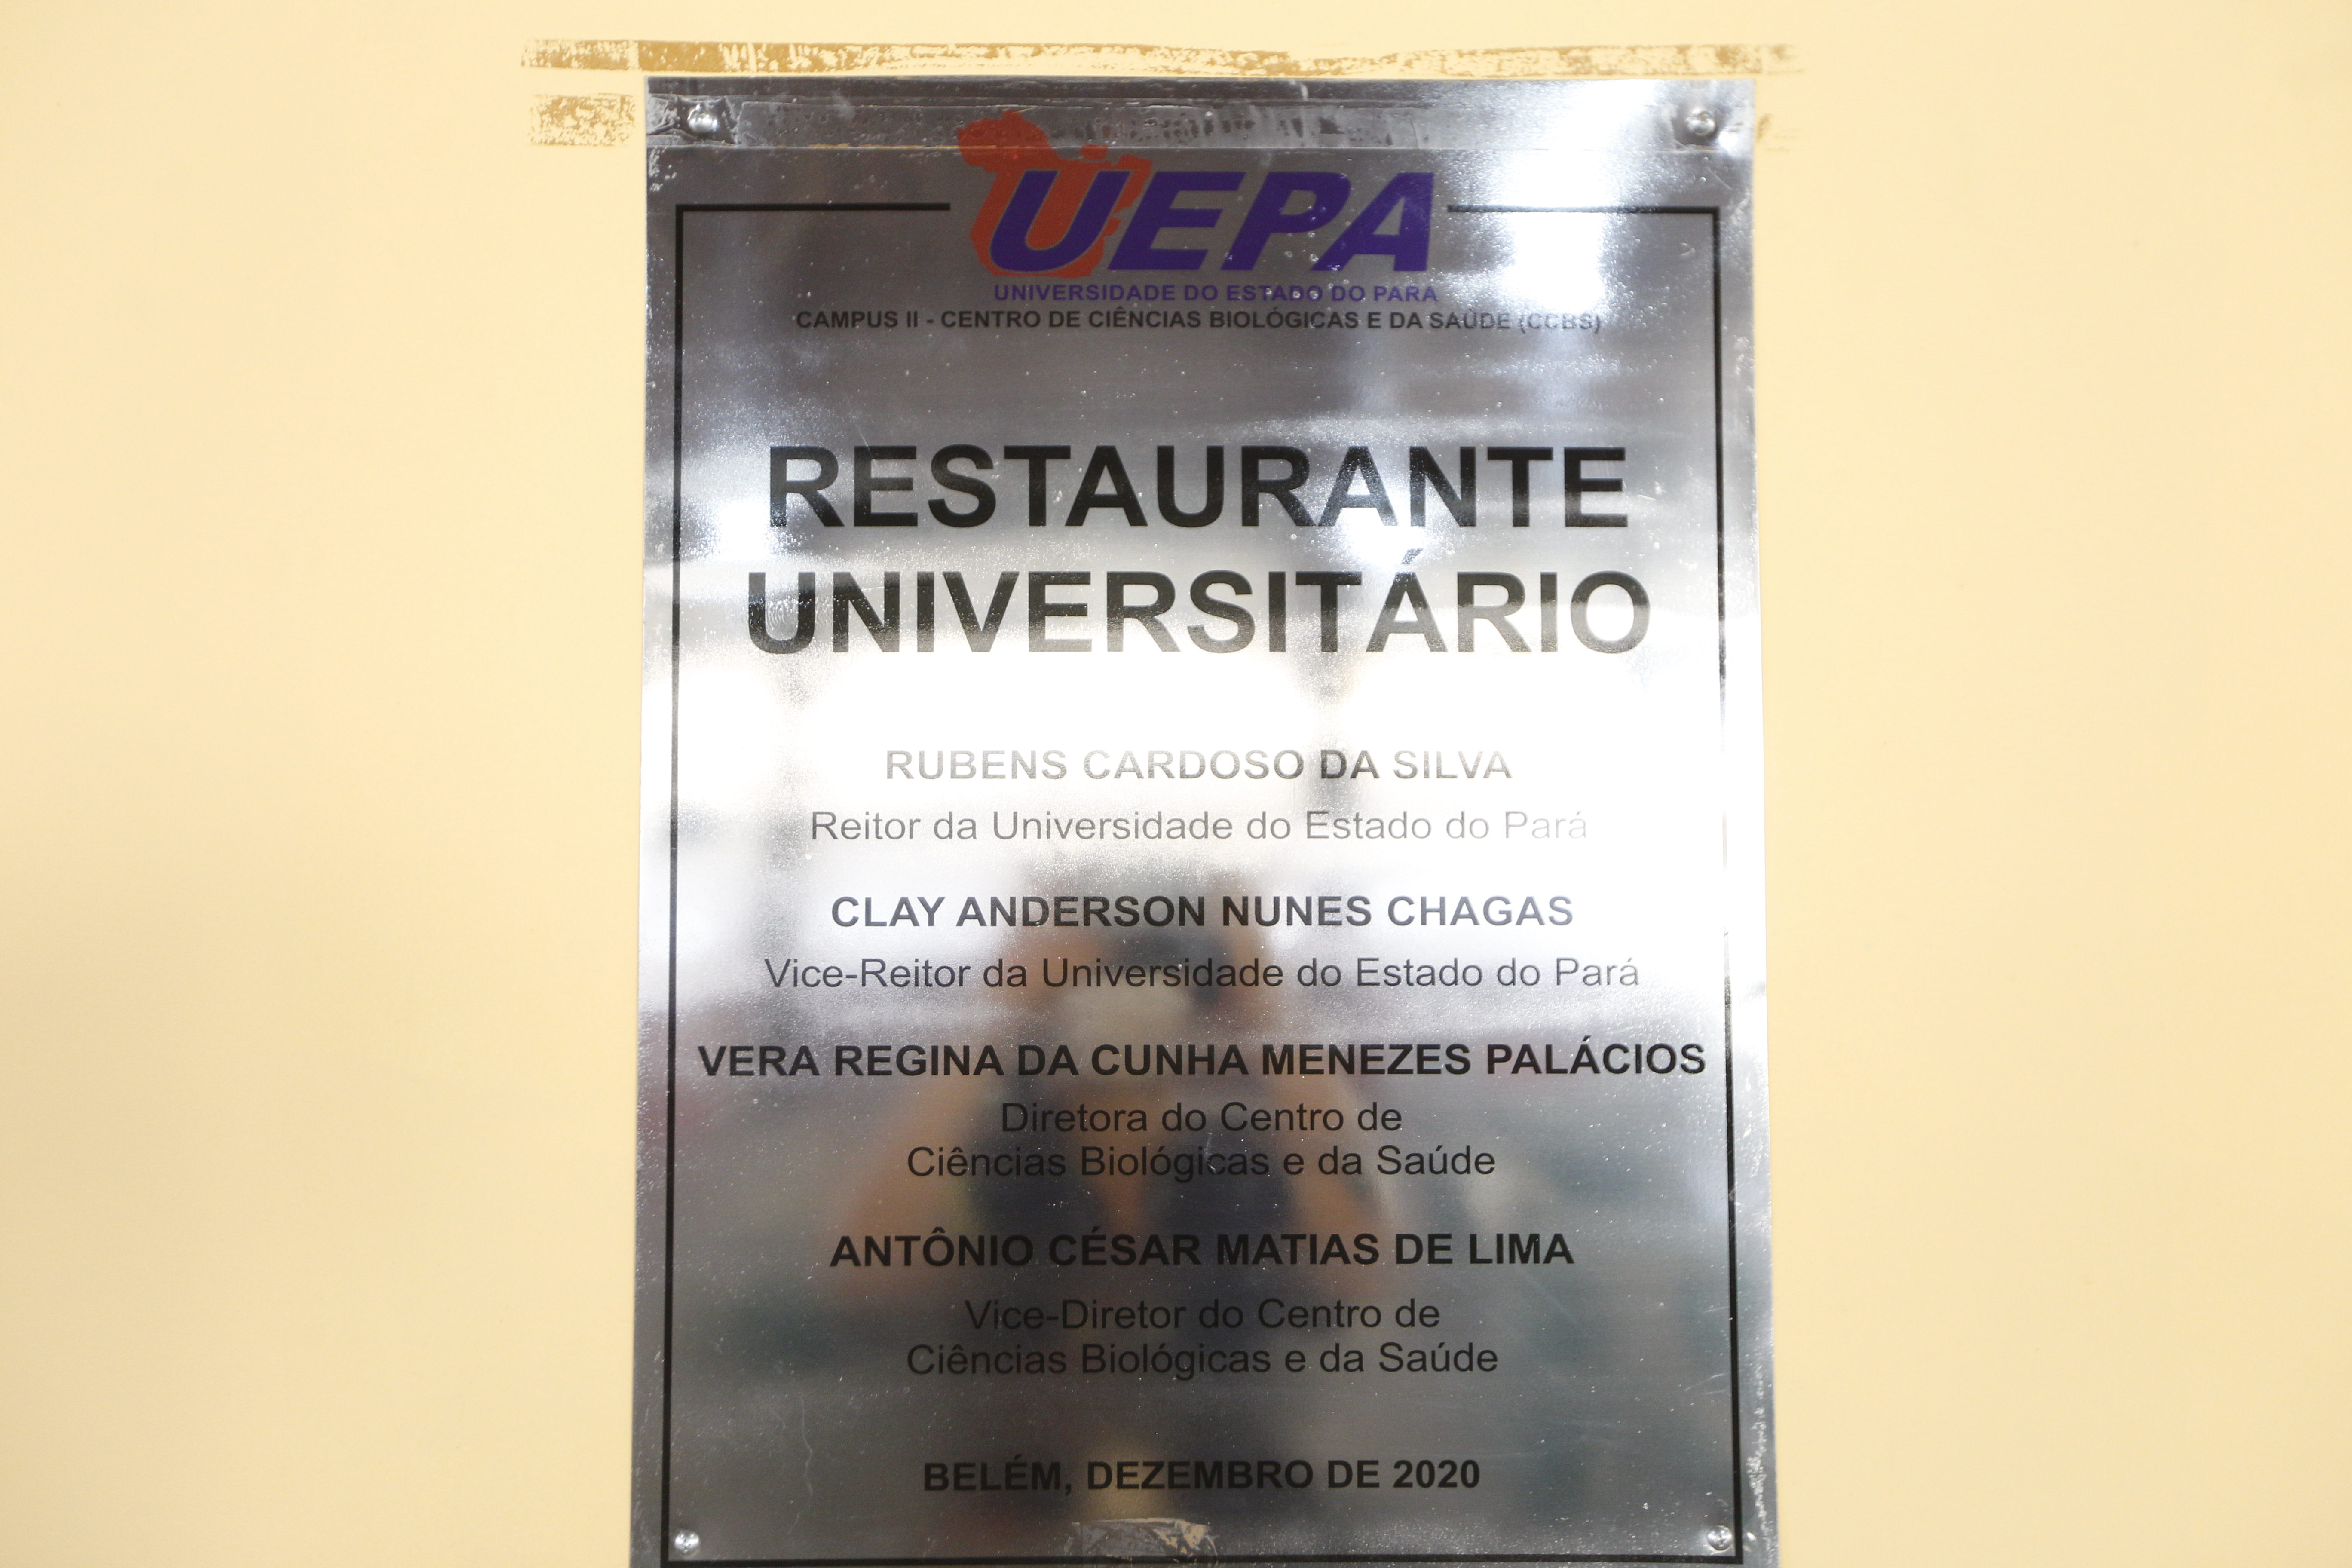 UEPA
UNIVERSIDADE DO ESTADO DO PARÁ
CAMPUS II - CENTRO DE CIÊNCIAS BIOLÓGICAS E DA SAÚDE (CCBS)
RESTAURANTE
UNIVERSITÁRIO
RUBENS CARDOSO DA SILVA
Reitor da Universidade do Estado do Pará
CLAY ANDERSON NUNES CHAGAS
Vice-Reitor da Universidade do Estado do Pará
VERA REGINA DA CUNHA MENEZES PALÁCIOS
Diretora do Centro de
Ciências Biológicas e da Saúde
ANTÔNIO CÉSAR MATIAS DE LIMA
Vice-Diretor do Centro de
Ciências Biológicas e da Saúde
BELÉM, DEZEMBRO DE 2020